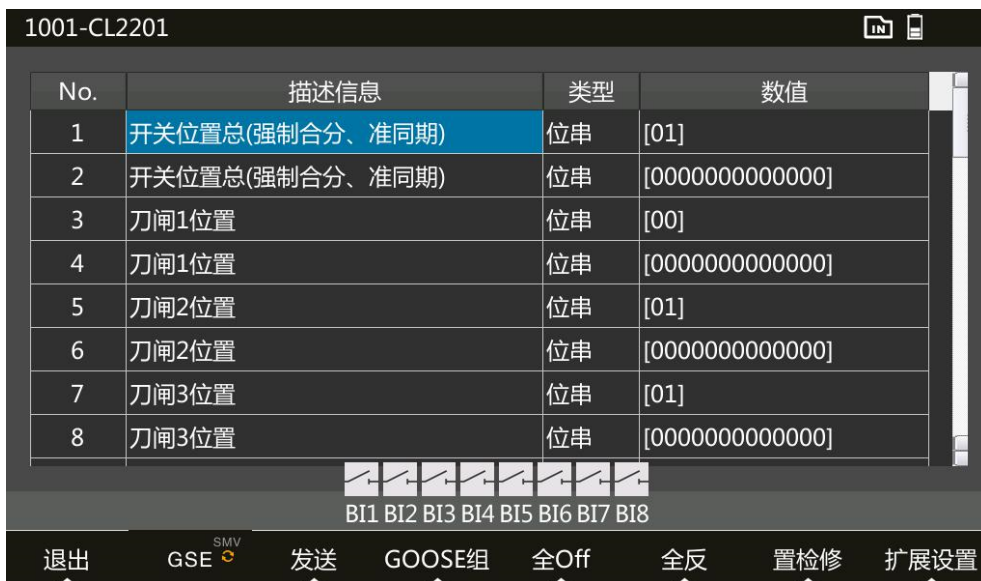 1001-CL2201
IN
No. 描述信息 类型 数值
1 开关位置总(强制合分、准同期) 位串 [01]
2 开关位置总(强制合分、准同期) 位串 [0000000000000]
3 刀闸1位置 位串 [00]
4 刀闸1位置 位串 [0000000000000]
5 刀闸2位置 位串 [01]
6 刀闸2位置 位串 [0000000000000]
7 刀闸3位置 位串 [01]
8 刀闸3位置 位串 [0000000000000]
BI1 BI2 BI3 BI4 BI5 BI6 BI7 BI8
退出 GSE SMV 发送 GOOSE组 全Off 全反 置检修 扩展设置